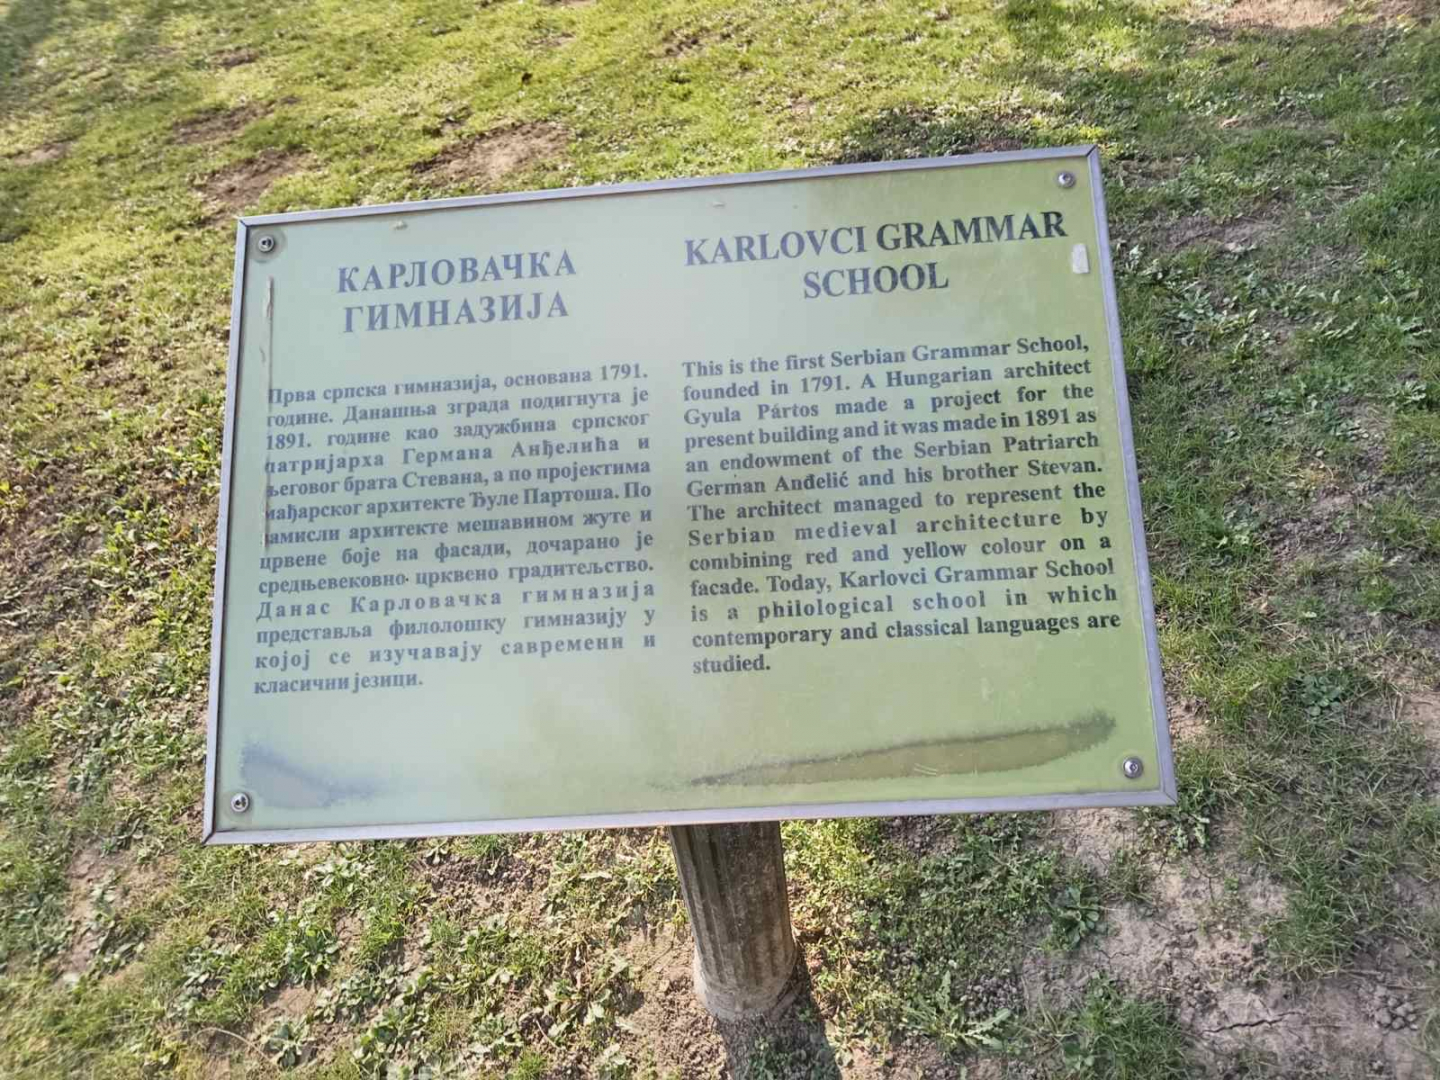 КАРЛОВАЧКА
ГИМНАЗИЈА
Прва српска гимназија, основана 1791.
године. Данашња зграда подигнута је
1891. године као задужбина српског
патријарха Германа Анђелића и
његовог брата Стевана, а по пројектима
мађарског архитекте Ђуле Партоша. По
замисли архитекте мешавином жуте и
црвене боје на фасади, дочарано је
средњевековно црквено градитељство.
Данас Карловачка гимназија
представља филолошку гимназију у
којој се изучавају савремени и
класични језици.
KARLOVCI GRAMMAR
SCHOOL
This is the first Serbian Grammar School,
founded in 1791. A Hungarian architect
Gyula Pártos made a project for the
present building and it was made in 1891 as
an endowment of the Serbian Patriarch
German Anđelić and his brother Stevan.
The architect managed to represent the
Serbian medieval architecture by
combining red and yellow colour on a
facade. Today, Karlovci Grammar School
is a philological school in which
contemporary and classical languages are
studied.